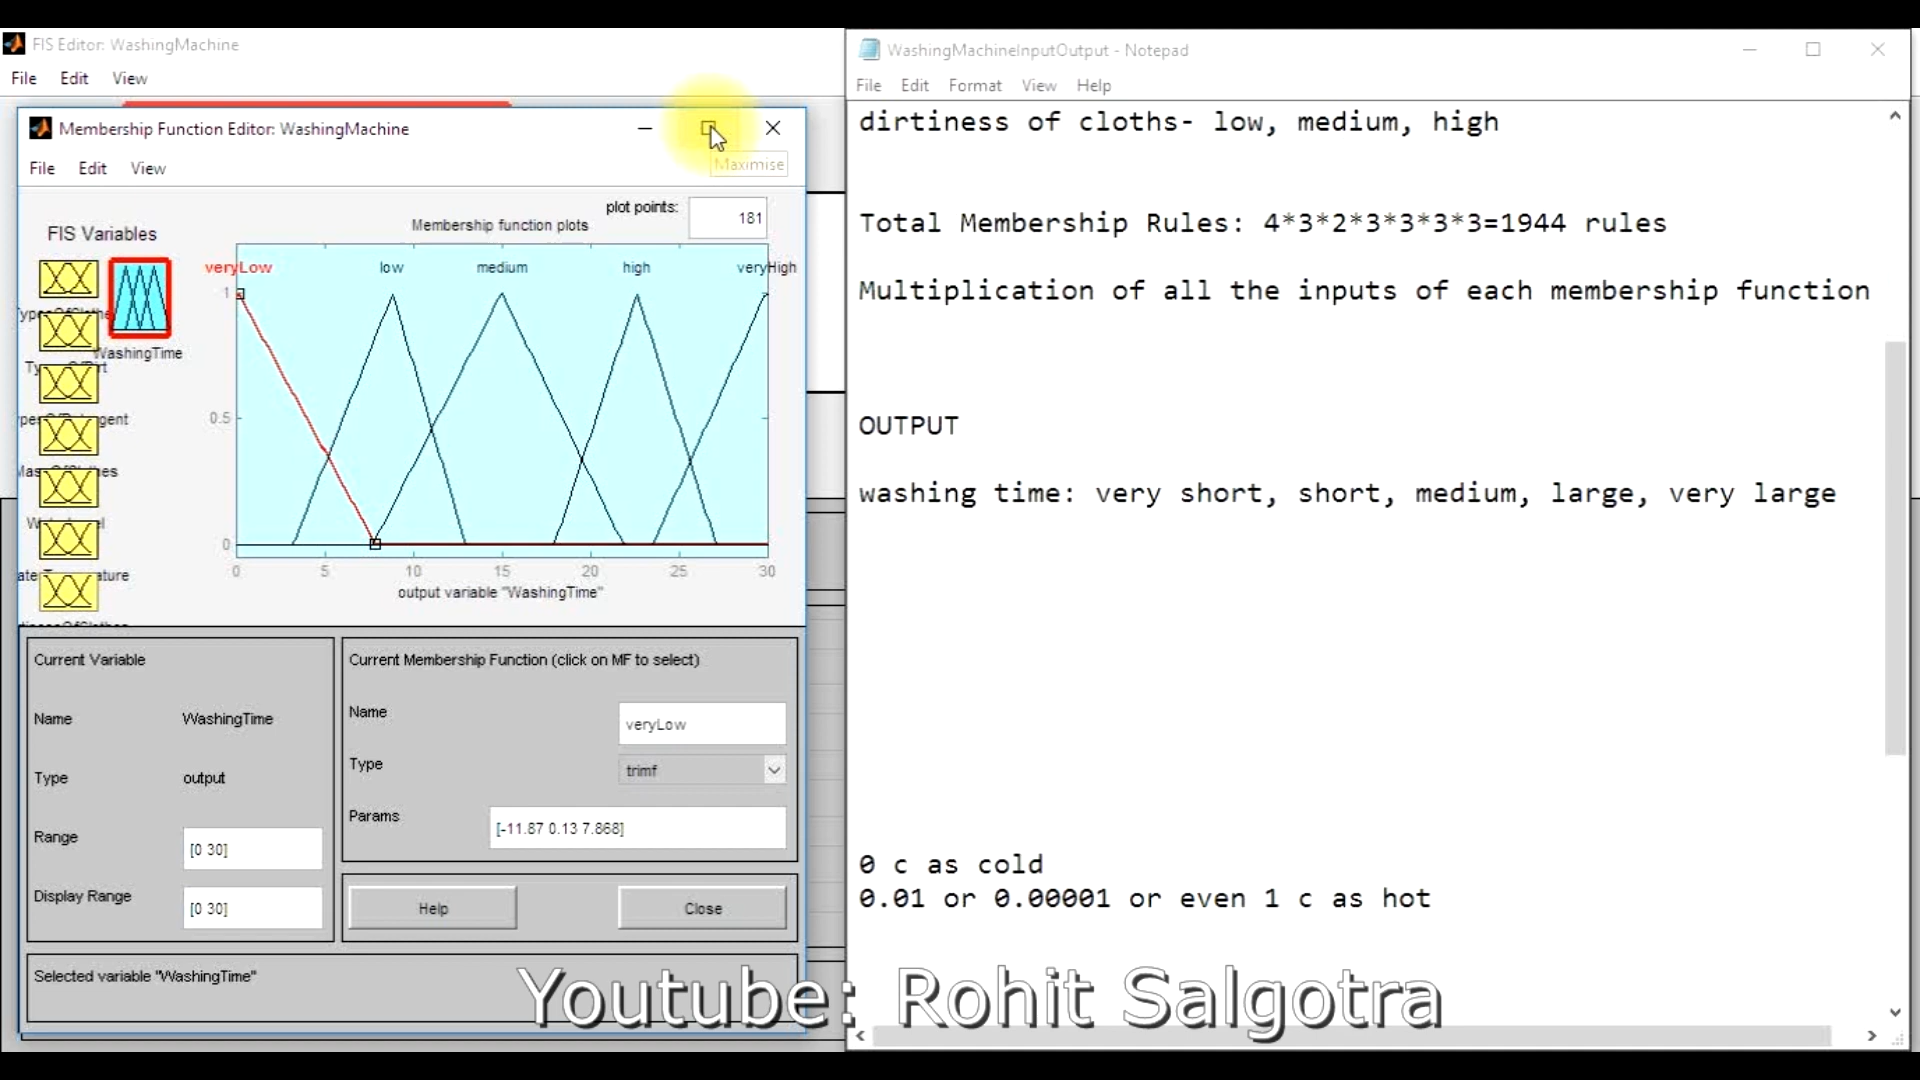 FIS Editor: WashingMachine
File Edit View
Membership Function Editor: WashingMachine
Maximise
File Edit View
FIS Variables
WashingTime
plot points: 181
Membership function plots
veryLow low medium high veryHigh
1
0.5
0
0 5 10 15 20 25 30
output variable "WashingTime"
Current Variable
Name WashingTime
Type output
Range [0 30]
Display Range [0 30]
Current Membership Function (click on MF to select)
Name veryLow
Type trimf
Params [-11.87 0.13 7.868]
Help Close
Selected variable "WashingTime"
WashingMachineInputOutput - Notepad
File Edit Format View Help
dirtiness of cloths- low, medium, high
Total Membership Rules: 4*3*2*3*3*3*3=1944 rules
Multiplication of all the inputs of each membership function
OUTPUT
washing time: very short, short, medium, large, very large
0 c as cold
0.01 or 0.00001 or even 1 c as hot
Youtube: Rohit Salgotra